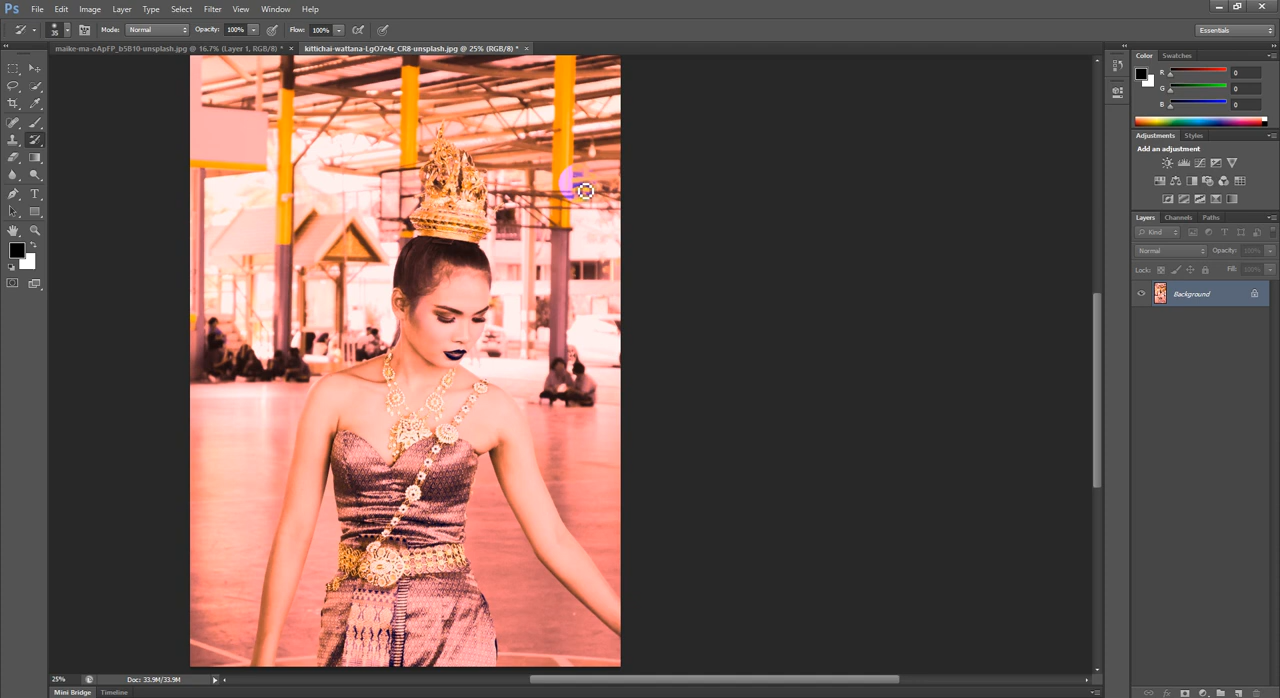 Ps File Edit Image Layer Type Select Filter View Window Help
35 Mode: Normal Opacity: 100% Flow: 100% Essentials
maike-ma-oApFP_b5B10-unsplash.jpg @ 16.7% (Layer 1, RGB/8) * × kittichai-wattana-LgO7e4r_CR8-unsplash.jpg @ 25% (RGB/8) * ×
Color Swatches
R 0
G 0
B 0
Adjustments Styles
Add an adjustment
Layers Channels Paths
Kind
Normal Opacity: 100%
Lock: Fill: 100%
Background
25% Doc: 33.9M/33.9M
Mini Bridge Timeline